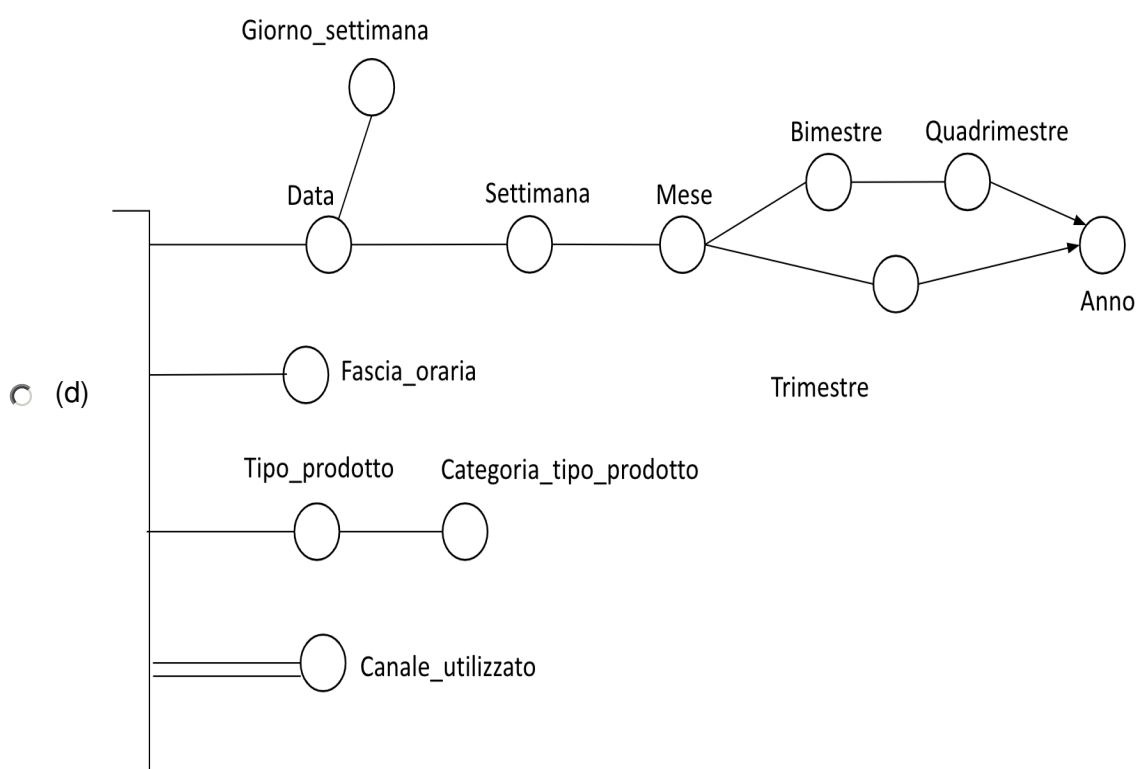 Giorno_settimana
Bimestre
Quadrimestre
Data
Settimana
Mese
Anno
Fascia_oraria
Trimestre
(d)
Tipo_prodotto
Categoria_tipo_prodotto
Canale_utilizzato